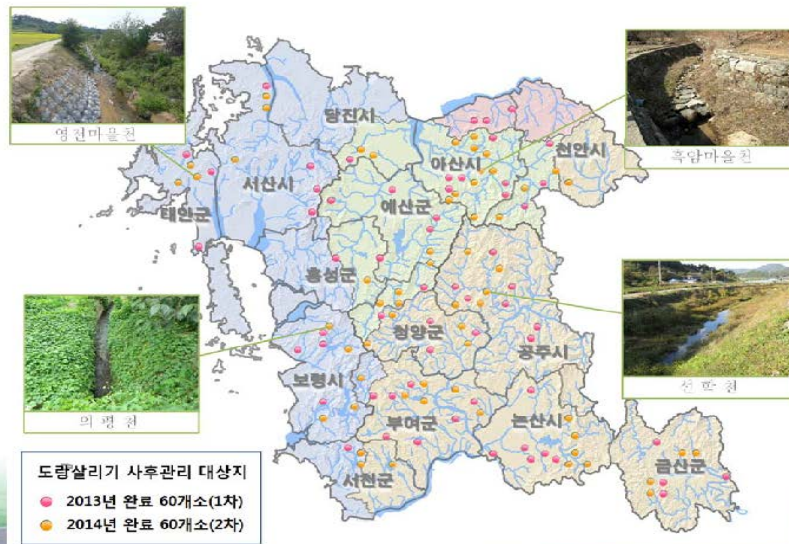 영전마을천
흑암마을천
당진시
아산시
천안시
서산시
예산군
태안군
홍성군
청양군
공주시
의평천
선학천
보령시
부여군
논산시
서천군
금산군
도랑살리기 사후관리 대상지
2013년 완료 60개소(1차)
2014년 완료 60개소(2차)